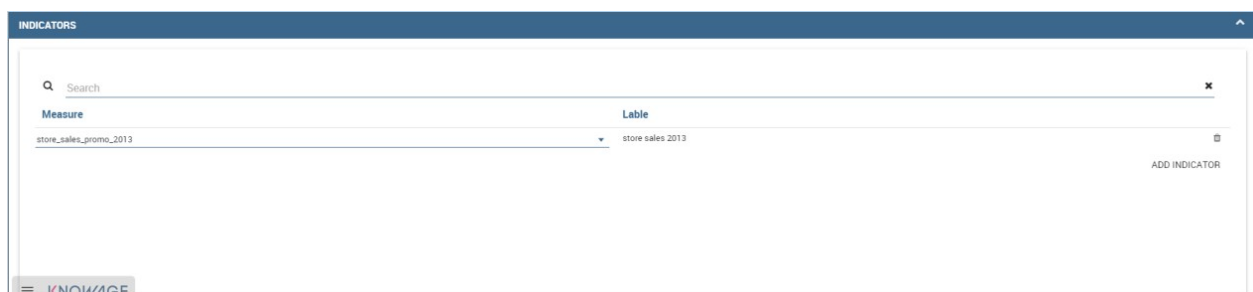 INDICATORS
Search
Measure Lable
store_sales_promo_2013 store sales 2013
ADD INDICATOR
KNOWAGE